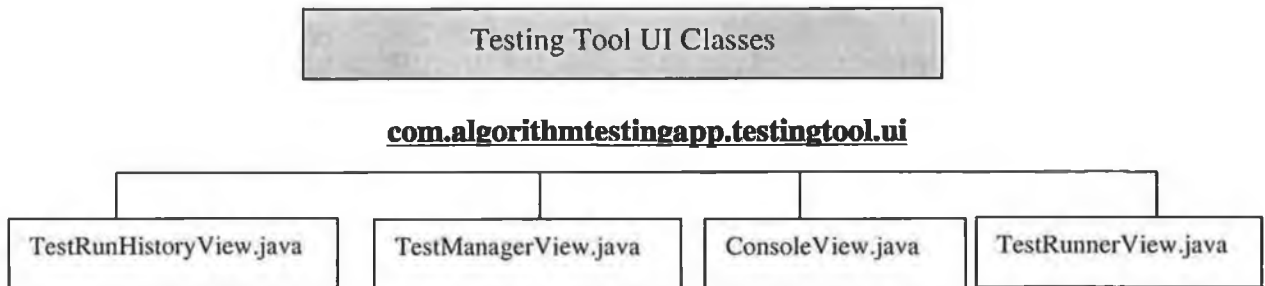 Testing Tool UI Classes
com.algorithmtestingapp.testingtool.ui
TestRunHistoryView.java
TestManagerView.java
ConsoleView.java
TestRunnerView.java